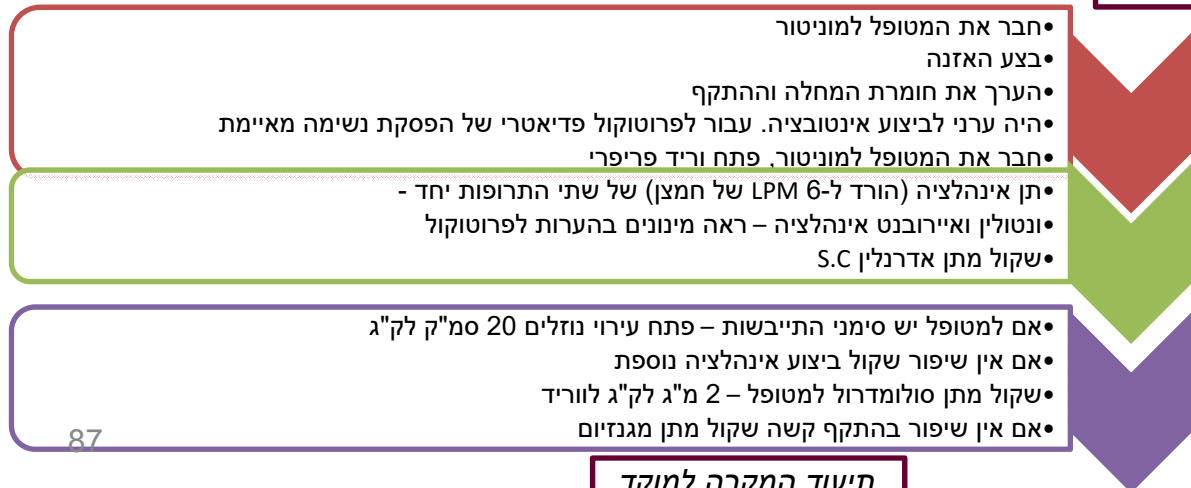 •חבר את המטופל למוניטור
•בצע האזנה
•הערך את חומרת המחלה וההתקף
•היה ערני לביצוע אינטובציה. עבור לפרוטוקול פדיאטרי של הפסקת נשימה מאיימת
•חבר את המטופל למוניטור, פתח וריד פריפרי
•תן אינהלציה (הורד ל-6 LPM של חמצן) של שתי התרופות יחד -
•ונטולין ואיירובנט אינהלציה – ראה מינונים בהערות לפרוטוקול
•שקול מתן אדרנלין S.C
•אם למטופל יש סימני התייבשות – פתח עירוי נוזלים 20 סמ"ק לק"ג
•אם אין שיפור שקול ביצוע אינהלציה נוספת
•שקול מתן סולומדרול למטופל – 2 מ"ג לק"ג לווריד
•אם אין שיפור בהתקף קשה שקול מתן מגנזיום
87
תיעוד המקרה למוקד